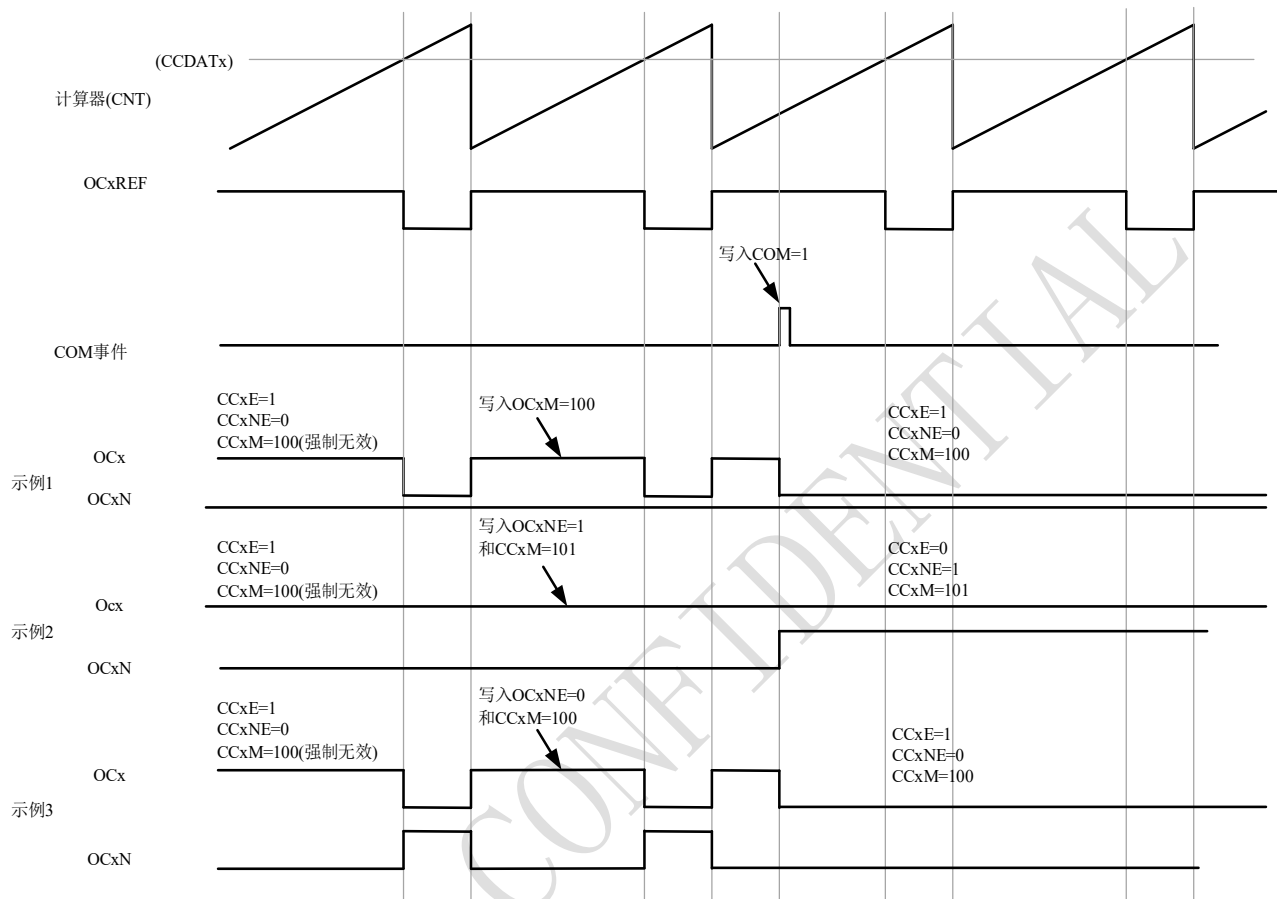 (CCDATx)
计算器(CNT)
OCxREF
写入COM=1
COM事件
CCxE=1
CCxNE=0
CCxM=100(强制无效)
写入OCxM=100
CCxE=1
CCxNE=0
CCxM=100
OCx
示例1
OCxN
CCxE=1
CCxNE=0
CCxM=100(强制无效)
写入OCxNE=1
和CCxM=101
CCxE=0
CCxNE=1
CCxM=101
Ocx
示例2
OCxN
CCxE=1
CCxNE=0
CCxM=100(强制无效)
写入OCxNE=0
和CCxM=100
CCxE=1
CCxNE=0
CCxM=100
OCx
示例3
OCxN
CONFIDENTIAL